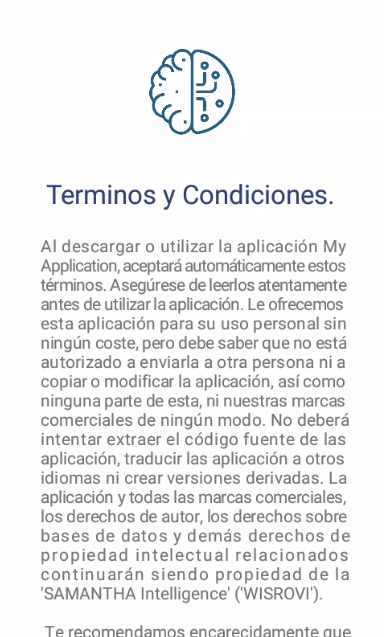 Terminos y Condiciones.
Al descargar o utilizar la aplicación My
Application, aceptará automáticamente estos
términos. Asegúrese de leerlos atentamente
antes de utilizar la aplicación. Le ofrecemos
esta aplicación para su uso personal sin
ningún coste, pero debe saber que no está
autorizado a enviarla a otra persona ni a
copiar o modificar la aplicación, así como
ninguna parte de esta, ni nuestras marcas
comerciales de ningún modo. No deberá
intentar extraer el código fuente de las
aplicación, traducir las aplicación a otros
idiomas ni crear versiones derivadas. La
aplicación y todas las marcas comerciales,
los derechos de autor, los derechos sobre
bases de datos y demás derechos de
propiedad intelectual relacionados
continuarán siendo propiedad de la
'SAMANTHA Intelligence' ('WISROVI').
Te recomendamos encarecidamente que